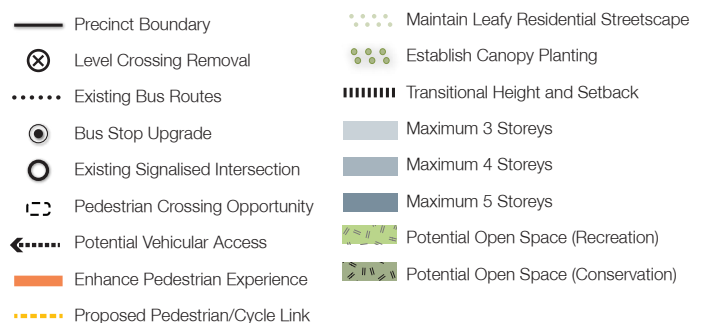 Precinct Boundary
Level Crossing Removal
Existing Bus Routes
Bus Stop Upgrade
Existing Signalised Intersection
Pedestrian Crossing Opportunity
Potential Vehicular Access
Enhance Pedestrian Experience
Proposed Pedestrian/Cycle Link
Maintain Leafy Residential Streetscape
Establish Canopy Planting
Transitional Height and Setback
Maximum 3 Storeys
Maximum 4 Storeys
Maximum 5 Storeys
Potential Open Space (Recreation)
Potential Open Space (Conservation)